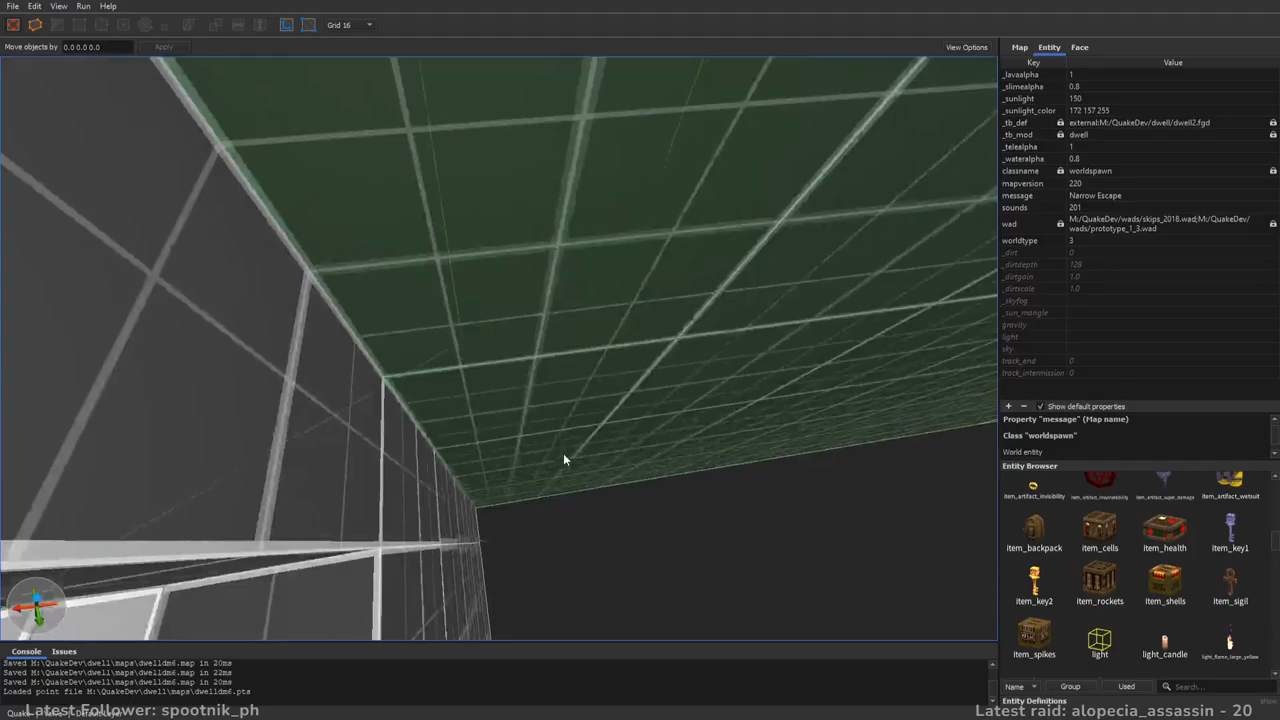 File Edit View Run Help
Grid 16
Move objects by 0.0 0.0 0.0 Apply View Options
Map Entity Face
Key Value
_lavaalpha 1
_slimealpha 0.8
_sunlight 150
_sunlight_color 172 157 255
_tb_def external:M:/QuakeDev/dwell/dwell2.fgd
_tb_mod dwell
_telealpha 1
_wateralpha 0.8
classname worldspawn
mapversion 220
message Narrow Escape
sounds 201
wad M:/QuakeDev/wads/skips_2018.wad;M:/QuakeDev/
wads/prototype_1_3.wad
worldtype 3
_dirt 0
_dirtdepth 128
_dirtgain 1.0
_dirtscale 1.0
_skyfog
_sun_mangle
gravity
light
sky
track_end 0
track_intermission 0
+ - Show default properties
Property "message" (Map name)
Class "worldspawn"
World entity
Entity Browser
item_artifact_invisibility item_artifact_invulnerability item_artifact_super_damage item_artifact_wetsuit
item_backpack item_cells item_health item_key1
item_key2 item_rockets item_shells item_sigil
item_spikes light light_candle light_flame_large_yellow
Name Group Used Search...
Entity Definitions
Console Issues
Saved M:\QuakeDev\dwell\maps\dwelldm6.map in 20ms
Saved M:\QuakeDev\dwell\maps\dwelldm6.map in 22ms
Saved M:\QuakeDev\dwell\maps\dwelldm6.map in 20ms
Loaded point file M:\QuakeDev\dwell\maps\dwelldm6.pts
Latest Follower: spootnik_ph
Latest raid: alopecia_assassin - 20